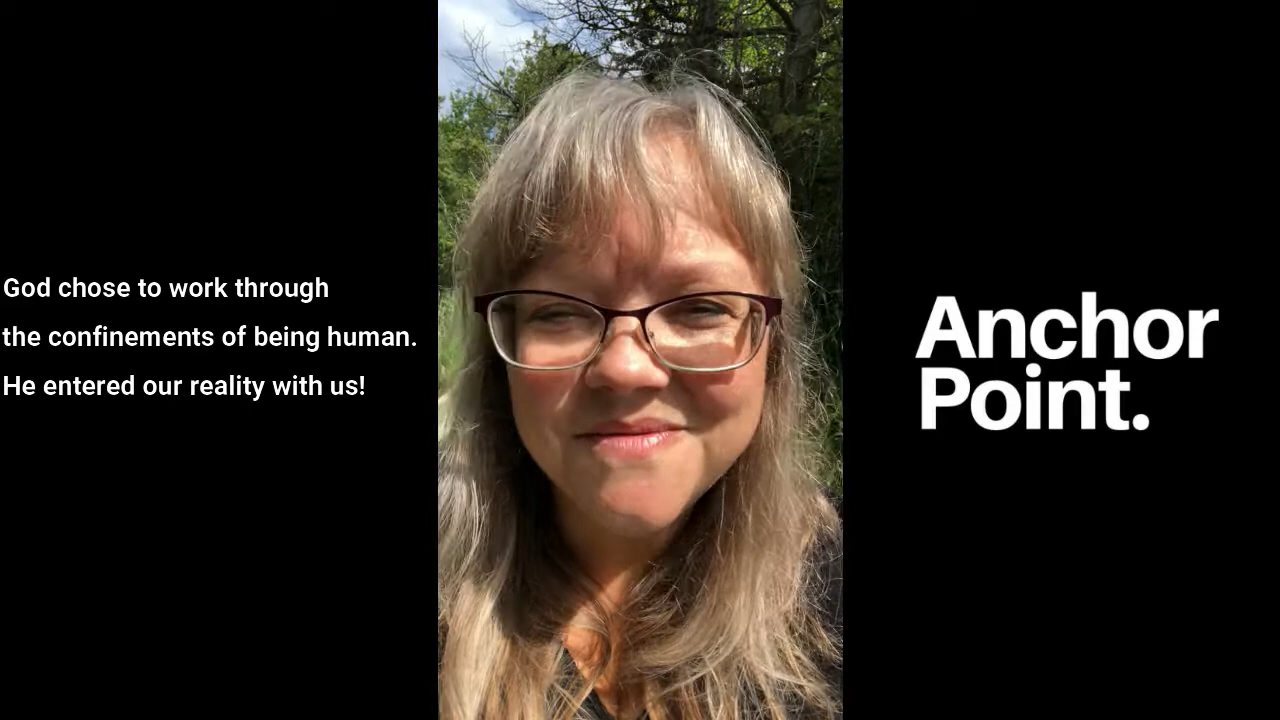 God chose to work through
the confinements of being human.
He entered our reality with us!
Anchor
Point.